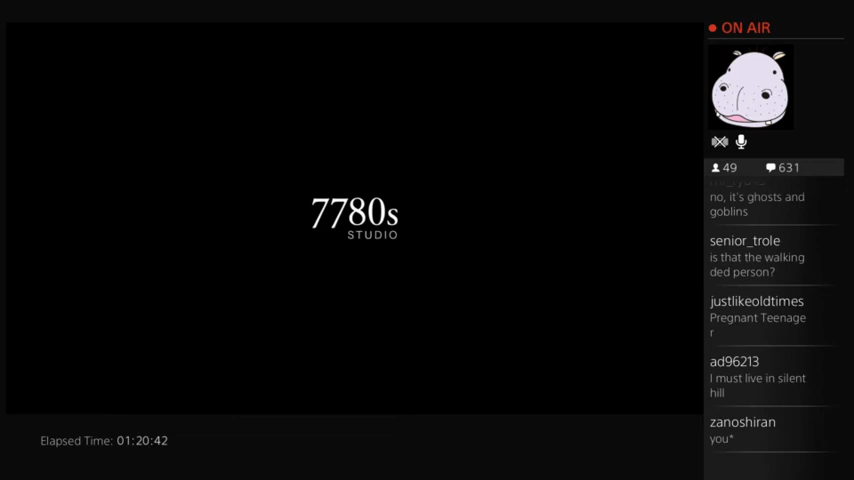 ON AIR
7780s
STUDIO
49 631
no, it's ghosts and
goblins
senior_trole
is that the walking
ded person?
justlikeoldtimes
Pregnant Teenage
r
ad96213
I must live in silent
hill
zanoshiran
you*
Elapsed Time: 01:20:42